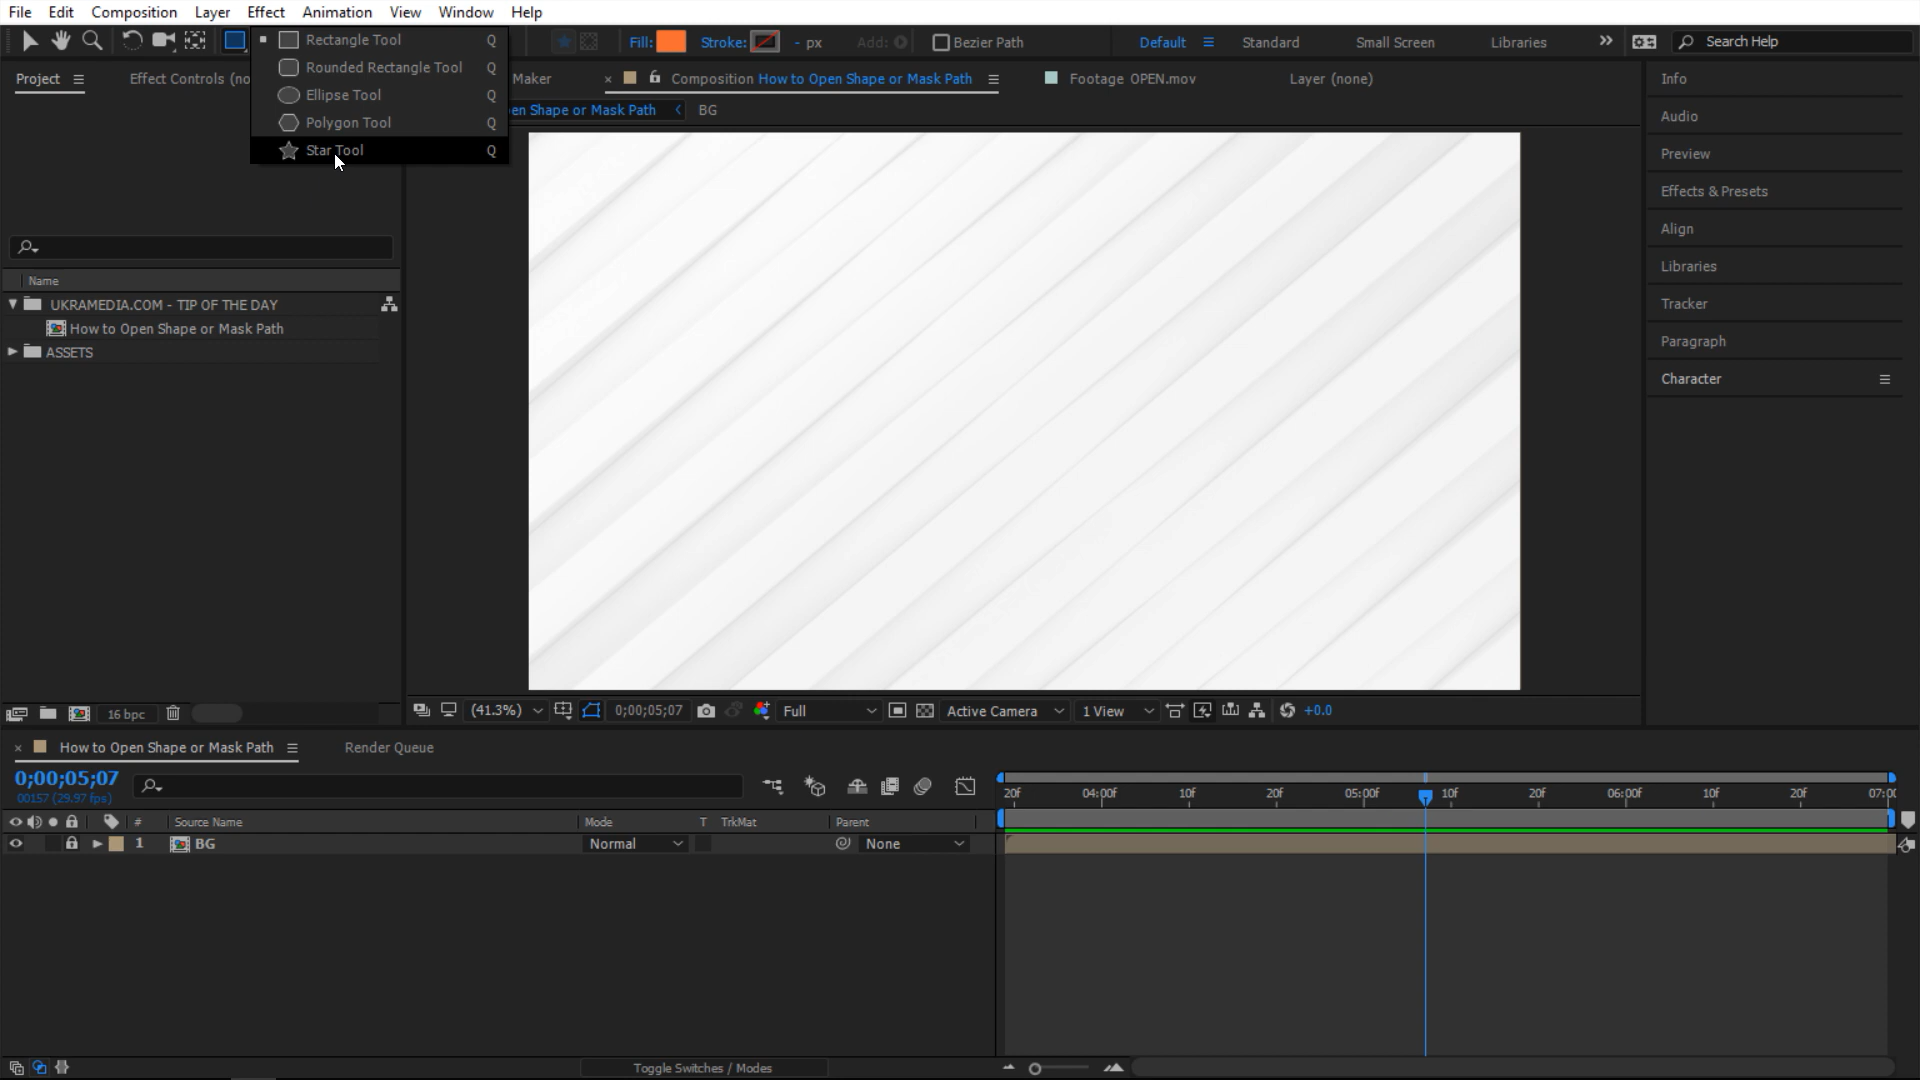 File Edit Composition Layer Effect Animation View Window Help
Fill: Stroke: - px Add: Bezier Path Default Standard Small Screen Libraries Search Help
Rectangle Tool Q
Rounded Rectangle Tool Q
Ellipse Tool Q
Polygon Tool Q
Star Tool Q
Project Effect Controls (no Maker Composition How to Open Shape or Mask Path Footage OPEN.mov Layer (none)
en Shape or Mask Path BG
Info
Audio
Preview
Effects & Presets
Align
Libraries
Tracker
Paragraph
Character
Name
UKRAMEDIA.COM - TIP OF THE DAY
How to Open Shape or Mask Path
ASSETS
16 bpc
(41.3%) 0;00;05;07 Full Active Camera 1 View +0.0
How to Open Shape or Mask Path Render Queue
0;00;05;07
00157 (29.97 fps)
20f 04:00f 10f 20f 05:00f 10f 20f 06:00f 10f 20f 07:00
# Source Name Mode T TrkMat Parent
1 BG Normal None
Toggle Switches / Modes